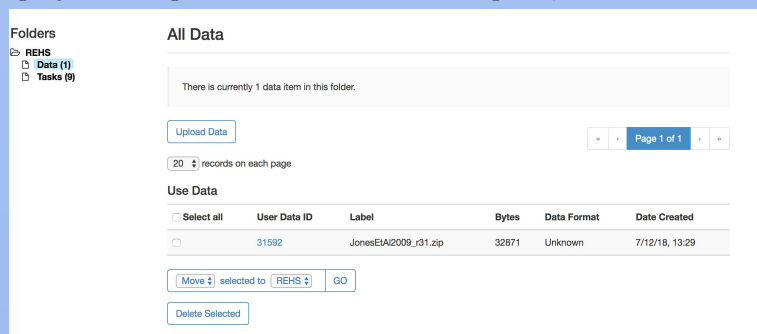 Folders
REHS
Data (1)
Tasks (9)
All Data
There is currently 1 data item in this folder.
Upload Data
« ‹ Page 1 of 1 › »
20 records on each page
Use Data
Select all User Data ID Label Bytes Data Format Date Created
31592 JonesEtAl2009_r31.zip 32871 Unknown 7/12/18, 13:29
Move selected to REHS GO
Delete Selected